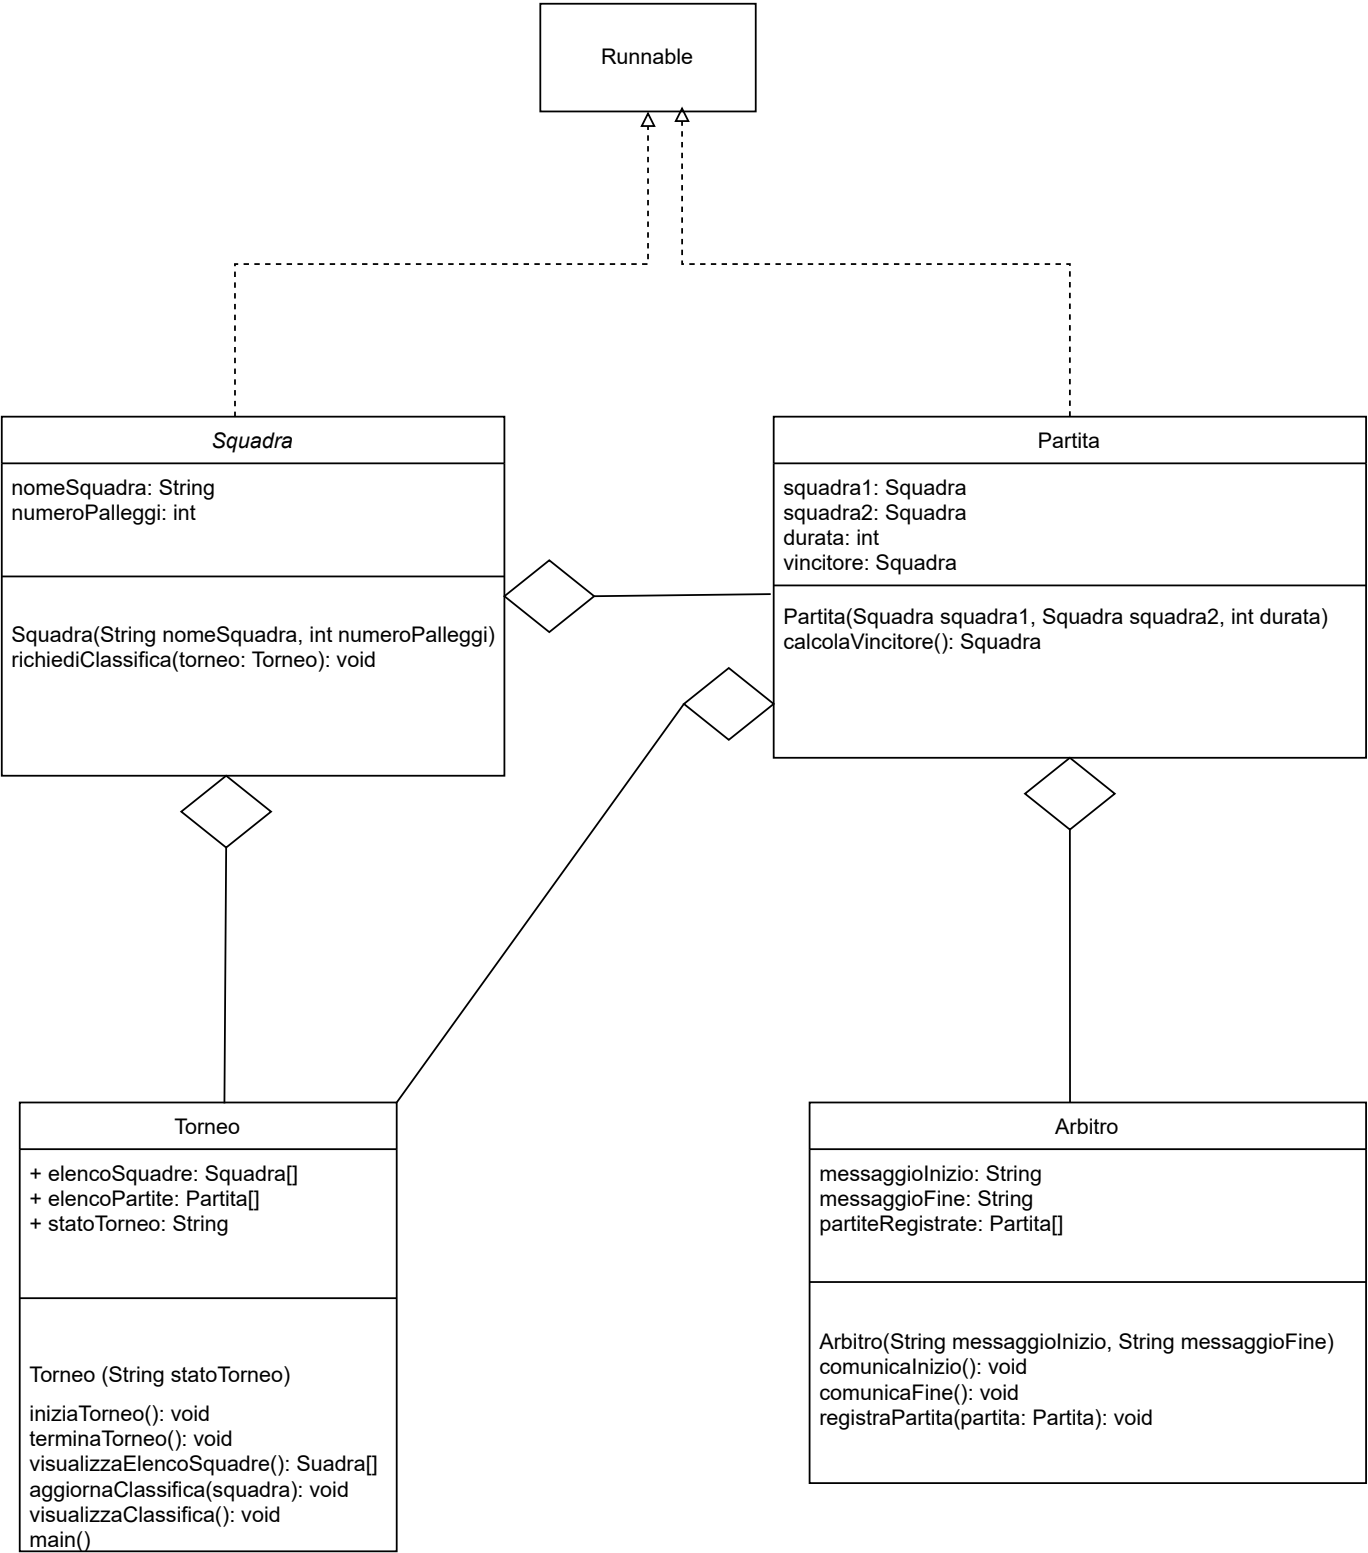 Runnable
Squadra
nomeSquadra: String
numeroPalleggi: int
Squadra(String nomeSquadra, int numeroPalleggi)
richiediClassifica(torneo: Torneo): void
Partita
squadra1: Squadra
squadra2: Squadra
durata: int
vincitore: Squadra
Partita(Squadra squadra1, Squadra squadra2, int durata)
calcolaVincitore(): Squadra
Torneo
+ elencoSquadre: Squadra[]
+ elencoPartite: Partita[]
+ statoTorneo: String
Torneo (String statoTorneo)
iniziaTorneo(): void
terminaTorneo(): void
visualizzaElencoSquadre(): Suadra[]
aggiornaClassifica(squadra): void
visualizzaClassifica(): void
main()
Arbitro
messaggioInizio: String
messaggioFine: String
partiteRegistrate: Partita[]
Arbitro(String messaggioInizio, String messaggioFine)
comunicaInizio(): void
comunicaFine(): void
registraPartita(partita: Partita): void